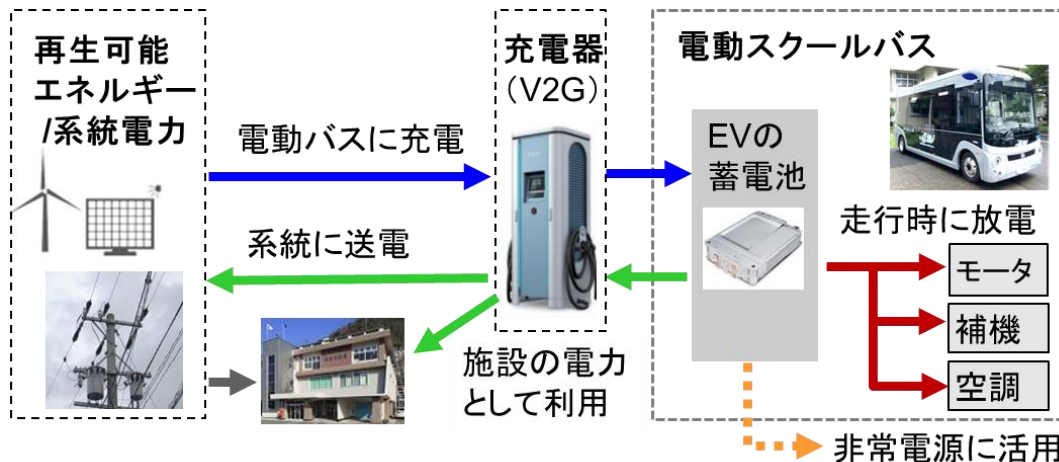 再生可能
エネルギー
/系統電力
電動バスに充電
系統に送電
充電器
（V2G）
施設の電力
として利用
電動スクールバス
EVの
蓄電池
走行時に放電
モータ
補機
空調
非常電源に活用